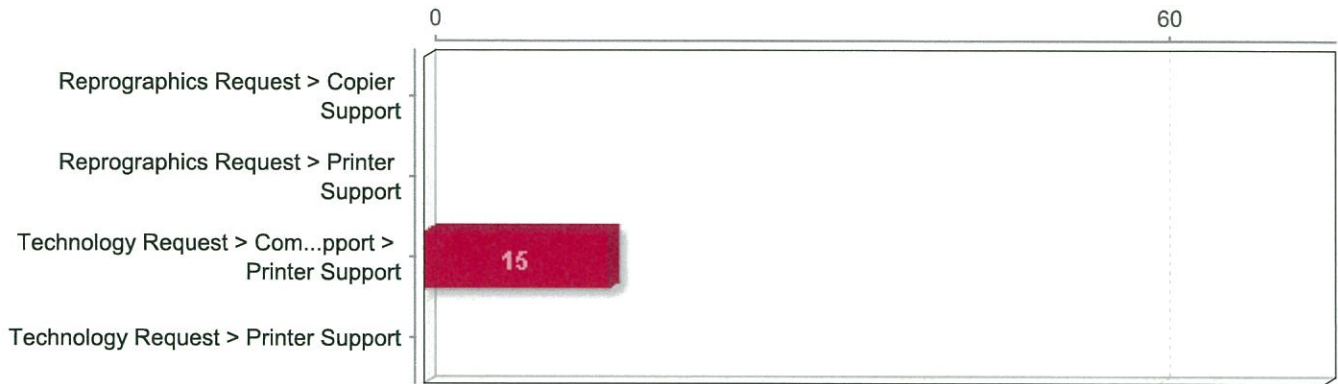 0 60
Reprographics Request > Copier
Support
Reprographics Request > Printer
Support
Technology Request > Com...pport >
Printer Support
15
Technology Request > Printer Support